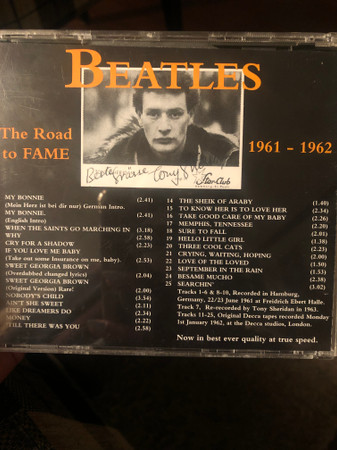 BEATLES
The Road
to FAME
1961 - 1962
Star-Club
MY BONNIE (2.41)
(Mein Herz ist bei dir nur) German Intro.
MY BONNIE. (2.41)
(English Intro)
WHEN THE SAINTS GO MARCHING IN (3.18)
WHY (2.58)
CRY FOR A SHADOW (2.23)
IF YOU LOVE ME BABY
(Take out some Insurance on me, baby). (2.53)
SWEET GEORGIA BROWN
(Overdubbed changed lyrics) (2.04)
SWEET GEORGIA BROWN
(Original Version) Rare! (2.00)
NOBODY'S CHILD (3.54)
AIN'T SHE SWEET (2.11)
LIKE DREAMERS DO (2.34)
MONEY (2.22)
TILL THERE WAS YOU (2.58)
14 THE SHEIK OF ARABY (1.40)
15 TO KNOW HER IS TO LOVE HER (2.34)
16 TAKE GOOD CARE OF MY BABY (2.26)
17 MEMPHIS, TENNESSEE (2.20)
18 SURE TO FALL (2.01)
19 HELLO LITTLE GIRL (1.38)
20 THREE COOL CATS (2.23)
21 CRYING, WAITING, HOPING (2.00)
22 LOVE OF THE LOVED (1.50)
23 SEPTEMBER IN THE RAIN (1.53)
24 BESAME MUCHO (2.38)
25 SEARCHIN' (3.02)
Tracks 1-6 & 8-10, Recorded in Hamburg,
Germany, 22/23 June 1961 at Freidrich Ebert Halle.
Track 7, Re-recorded by Tony Sheridan in 1963.
Tracks 11-25, Original Decca tapes recorded Monday
1st January 1962, at the Decca studios, London.
Now in best ever quality at true speed.